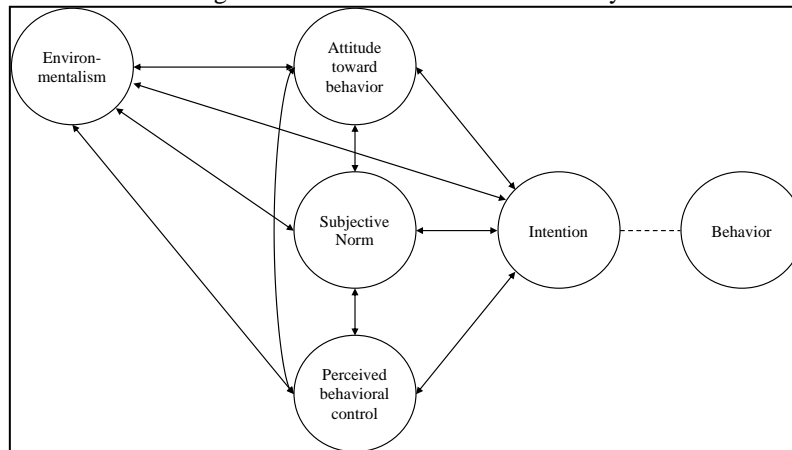 Environ-
mentalism
Attitude
toward
behavior
Subjective
Norm
Intention
Behavior
Perceived
behavioral
control